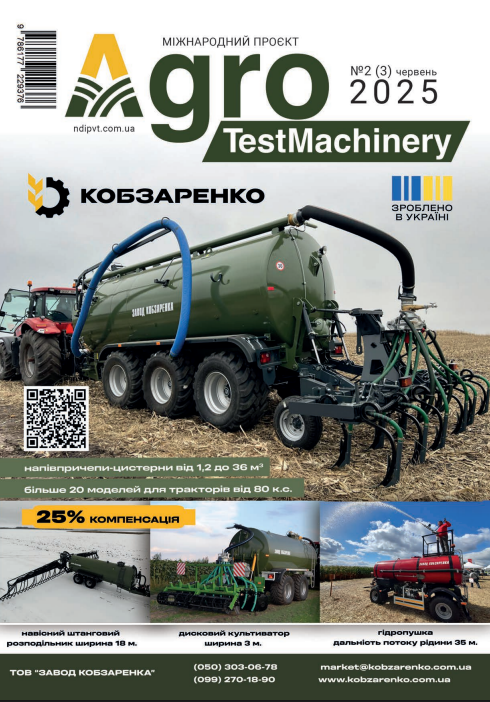 МІЖНАРОДНИЙ ПРОЄКТ
Agro
№2 (3) червень
2025
ndipvt.com.ua
TestMachinery
9 786177 229376
КОБЗАРЕНКО
ЗРОБЛЕНО
В УКРАЇНІ
ЗАВОД КОБЗАРЕНКА
напівпричепи-цистерни від 1,2 до 36 м³
більше 20 моделей для тракторів від 80 к.с.
25% КОМПЕНСАЦІЯ
навісний штанговий
розподільник ширина 18 м.
дисковий культиватор
ширина 3 м.
гідропушка
дальність потоку рідини 35 м.
ТОВ "ЗАВОД КОБЗАРЕНКА"
(050) 303-06-78
(099) 270-18-90
market@kobzarenko.com.ua
www.kobzarenko.com.ua